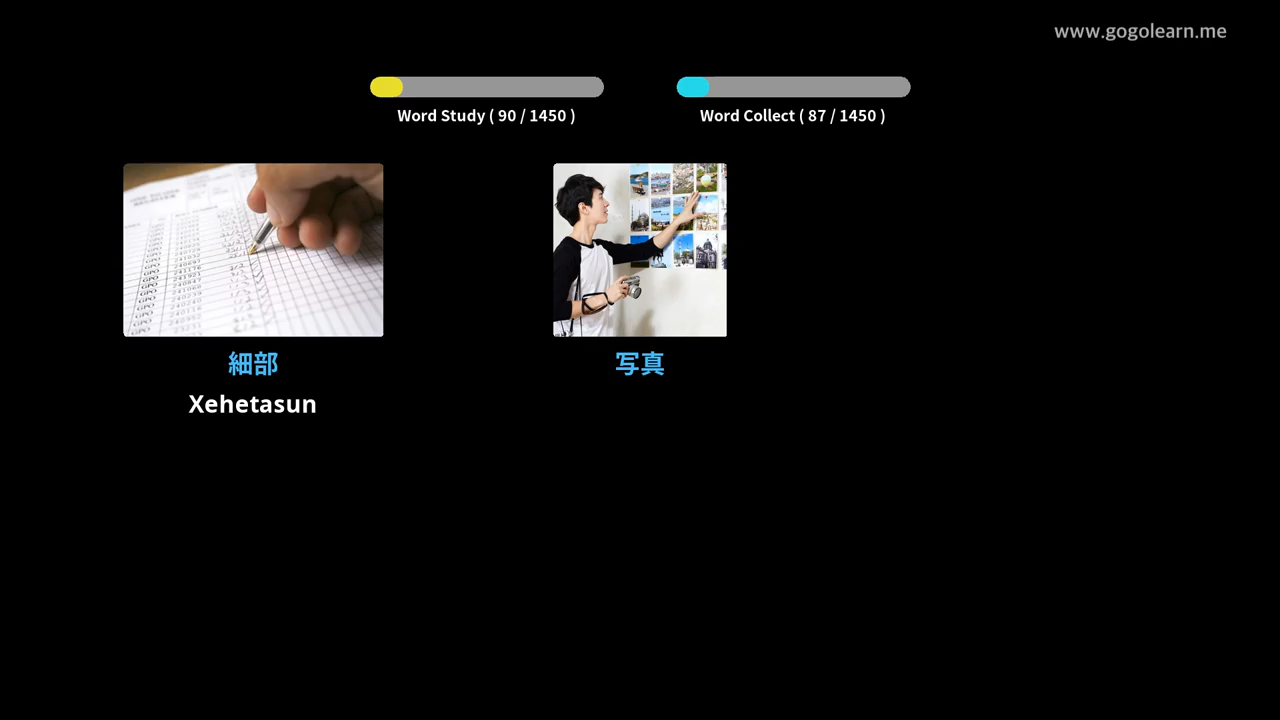 www.gogolearn.me
Word Study ( 90 / 1450 )
Word Collect ( 87 / 1450 )
細部
写真
Xehetasun